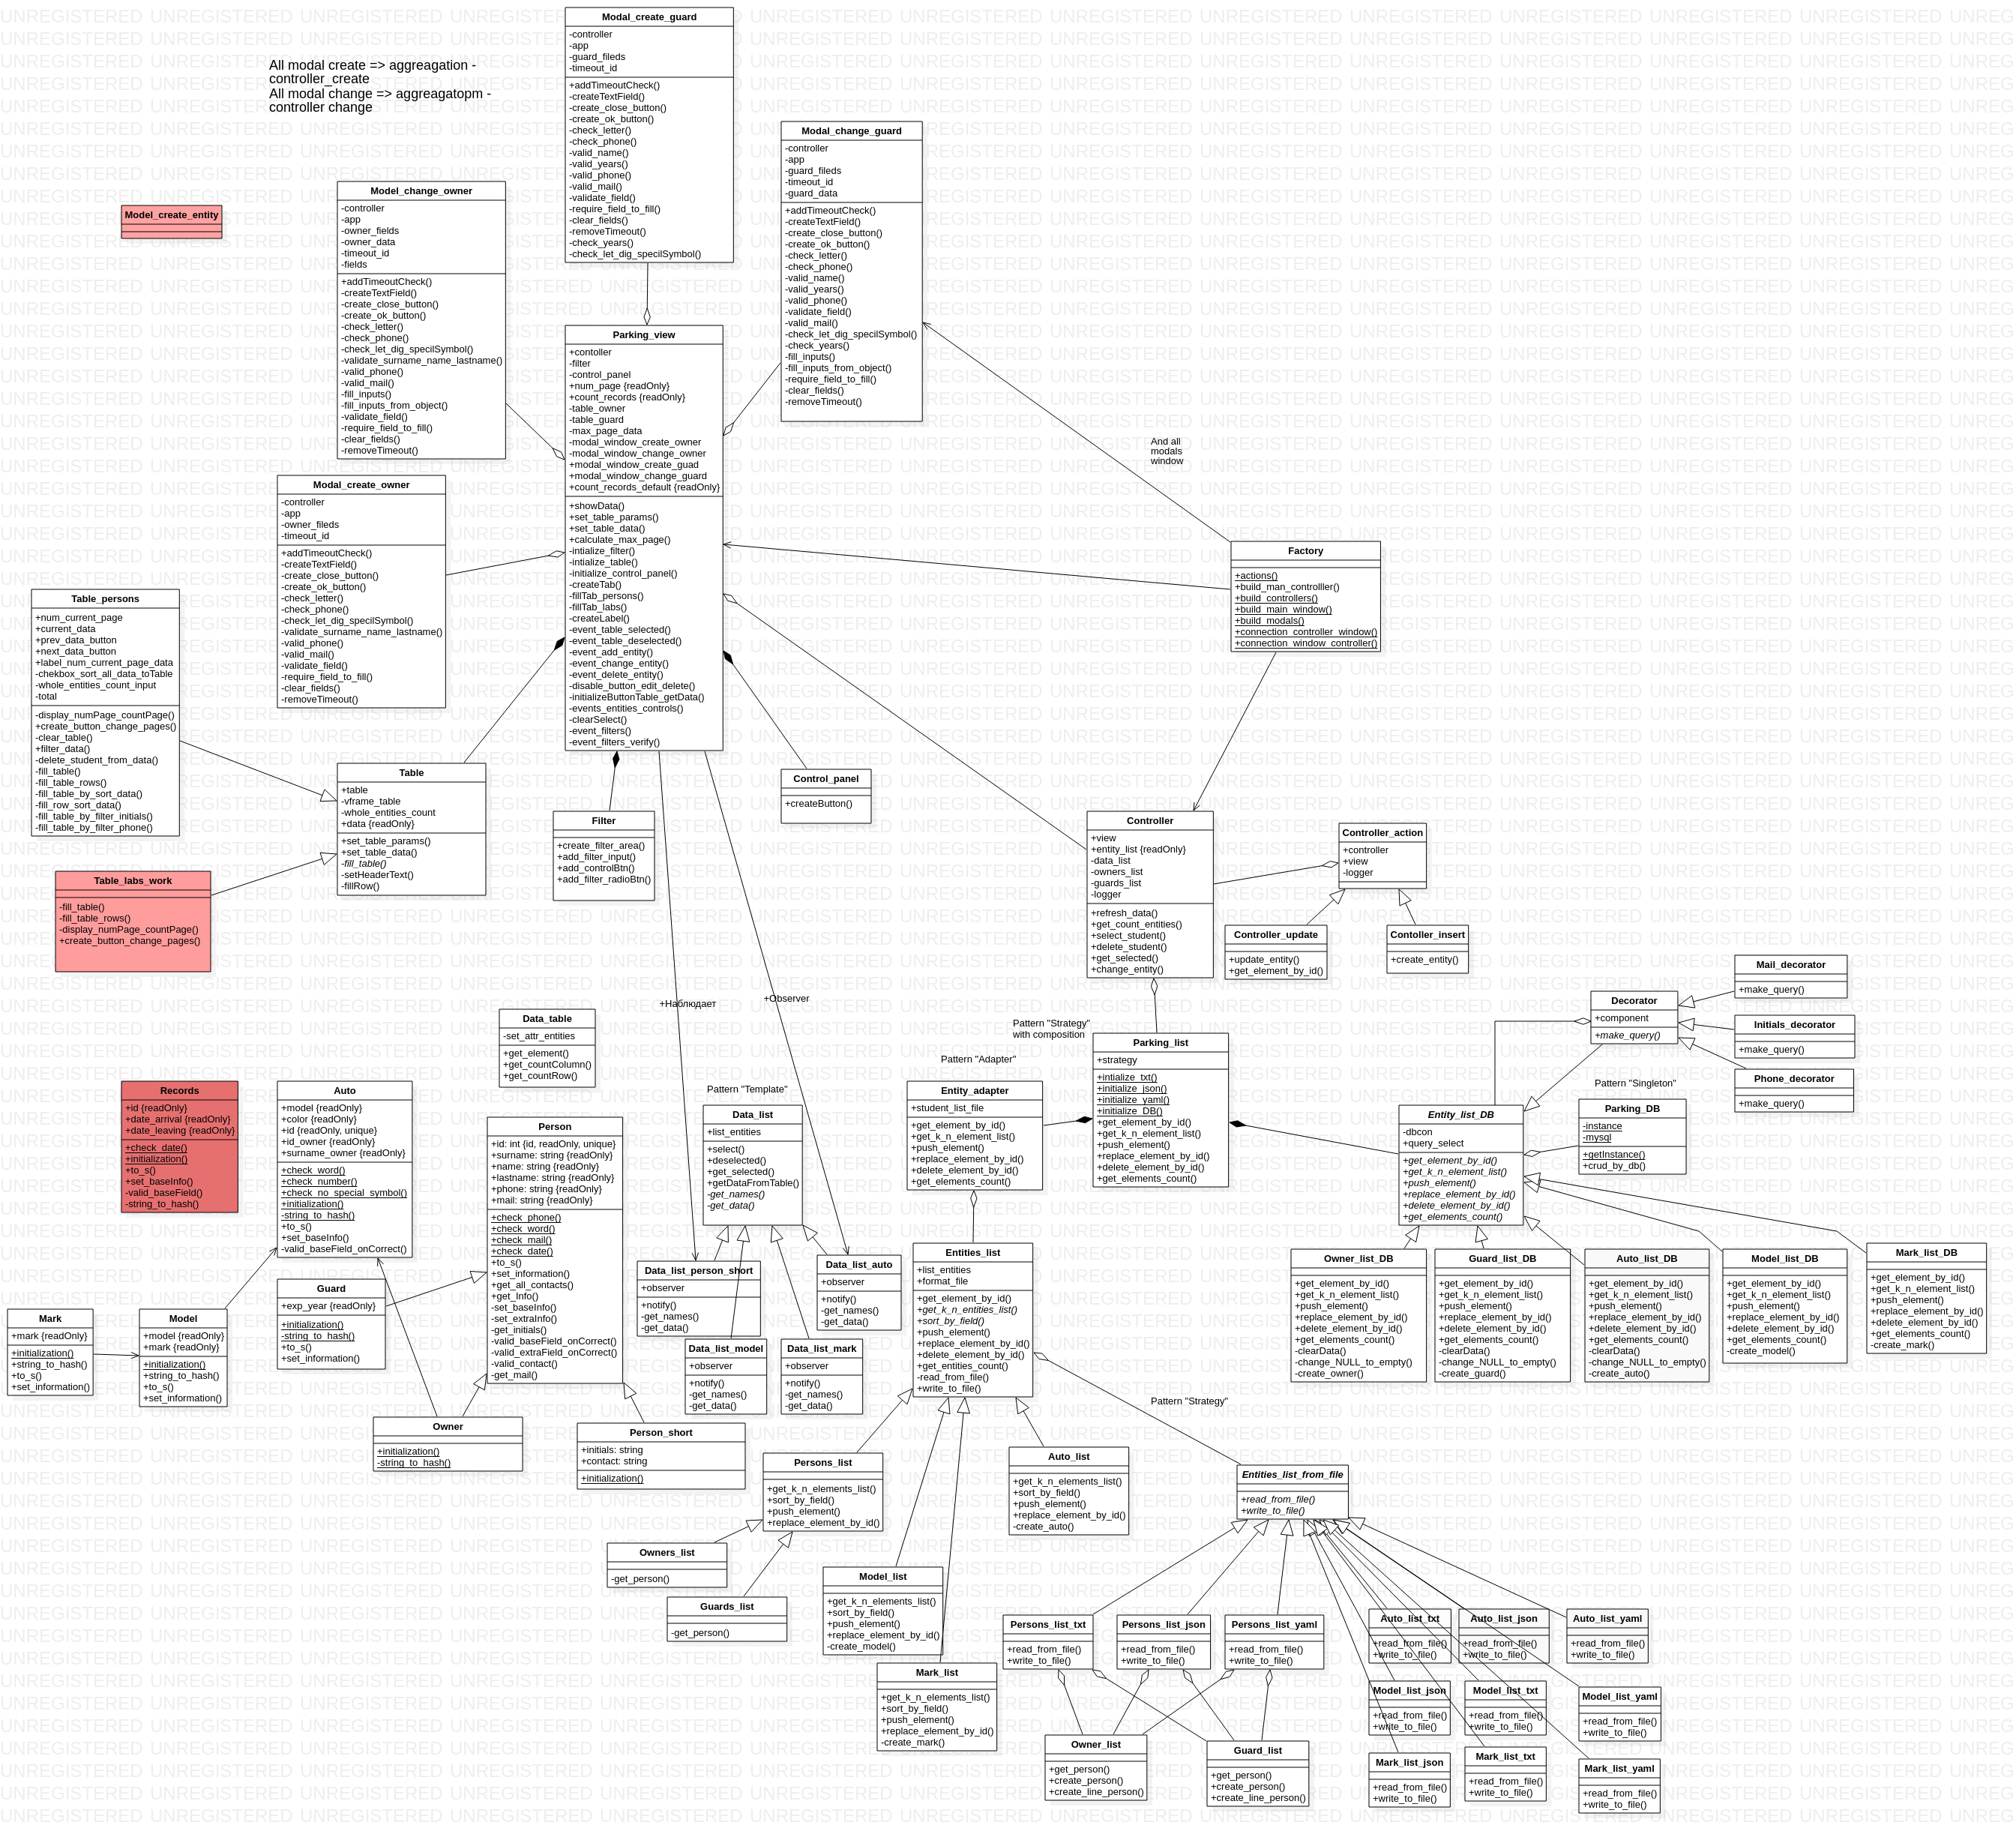 All modal create => aggreagation -
controller_create
All modal change => aggreagatopm -
controller change
Modal_create_guard
-controller
-app
-guard_fileds
-timeout_id
+addTimeoutCheck()
-createTextField()
-create_close_button()
-create_ok_button()
-check_letter()
-check_phone()
-valid_name()
-valid_years()
-valid_phone()
-valid_mail()
-validate_field()
-require_field_to_fill()
-clear_fields()
-removeTimeout()
-check_years()
-check_let_dig_specilSymbol()
Modal_change_guard
-controller
-app
-guard_fileds
-timeout_id
-guard_data
+addTimeoutCheck()
-createTextField()
-create_close_button()
-create_ok_button()
-check_letter()
-check_phone()
-valid_name()
-valid_years()
-valid_phone()
-validate_field()
-valid_mail()
-check_let_dig_specilSymbol()
-check_years()
-fill_inputs()
-fill_inputs_from_object()
-require_field_to_fill()
-clear_fields()
-removeTimeout()
Model_create_entity
Model_change_owner
-controller
-app
-owner_fields
-owner_data
-timeout_id
-fields
+addTimeoutCheck()
-createTextField()
-create_close_button()
-create_ok_button()
-check_letter()
-check_phone()
-check_let_dig_specilSymbol()
-validate_surname_name_lastname()
-valid_phone()
-valid_mail()
-fill_inputs()
-fill_inputs_from_object()
-validate_field()
-require_field_to_fill()
-clear_fields()
-removeTimeout()
Parking_view
+contoller
-filter
-control_panel
+num_page {readOnly}
+count_records {readOnly}
-table_owner
-table_guard
-max_page_data
-modal_window_create_owner
-modal_window_change_owner
+modal_window_create_guad
+modal_window_change_guard
+count_records_default {readOnly}
+showData()
+set_table_params()
+set_table_data()
+calculate_max_page()
-intialize_filter()
-intialize_table()
-initialize_control_panel()
-createTab()
-fillTab_persons()
-fillTab_labs()
-createLabel()
-event_table_selected()
-event_table_deselected()
-event_add_entity()
-event_change_entity()
-event_delete_entity()
-disable_button_edit_delete()
-initializeButtonTable_getData()
-events_entities_controls()
-clearSelect()
-event_filters()
-event_filters_verify()
And all
modals
window
Modal_create_owner
-controller
-app
-owner_fileds
-timeout_id
+addTimeoutCheck()
-createTextField()
-create_close_button()
-create_ok_button()
-check_letter()
-check_phone()
-check_let_dig_specilSymbol()
-validate_surname_name_lastname()
-valid_phone()
-valid_mail()
-validate_field()
-require_field_to_fill()
-clear_fields()
-removeTimeout()
Factory
+actions()
+build_man_controlller()
+build_controllers()
+build_main_window()
+build_modals()
+connection_controller_window()
+connection_window_controller()
Table_persons
+num_current_page
+current_data
+prev_data_button
+next_data_button
+label_num_current_page_data
-chekbox_sort_all_data_toTable
-whole_entities_count_input
-total
-display_numPage_countPage()
+create_button_change_pages()
-clear_table()
+filter_data()
-delete_student_from_data()
-fill_table()
-fill_table_rows()
-fill_table_by_sort_data()
-fill_row_sort_data()
-fill_table_by_filter_initials()
-fill_table_by_filter_phone()
Table
+table
-vframe_table
-whole_entities_count
+data {readOnly}
+set_table_params()
+set_table_data()
-fill_table()
-setHeaderText()
-fillRow()
Control_panel
+createButton()
Filter
+create_filter_area()
+add_filter_input()
+add_controlBtn()
+add_filter_radioBtn()
Table_labs_work
-fill_table()
-fill_table_rows()
-display_numPage_countPage()
+create_button_change_pages()
Controller
+view
+entity_list {readOnly}
-data_list
-owners_list
-guards_list
-logger
+refresh_data()
+get_count_entities()
+select_student()
+delete_student()
+get_selected()
+change_entity()
Controller_action
+controller
+view
-logger
Controller_update
+update_entity()
+get_element_by_id()
Contoller_insert
+create_entity()
+Наблюдает
+Observer
Data_table
-set_attr_entities
+get_element()
+get_countColumn()
+get_countRow()
Mail_decorator
+make_query()
Decorator
+component
+make_query()
Initials_decorator
+make_query()
Phone_decorator
+make_query()
Pattern "Strategy"
with composition
Parking_list
+strategy
+intialize_txt()
+initialize_json()
+initialize_yaml()
+initialize_DB()
+get_element_by_id()
+get_k_n_element_list()
+push_element()
+replace_element_by_id()
+delete_element_by_id()
+get_elements_count()
Pattern "Adapter"
Entity_adapter
+student_list_file
+get_element_by_id()
+get_k_n_element_list()
+push_element()
+replace_element_by_id()
+delete_element_by_id()
+get_elements_count()
Pattern "Singleton"
Parking_DB
-instance
-mysql
+getInstance()
+crud_by_db()
Entity_list_DB
-dbcon
+query_select
+get_element_by_id()
+get_k_n_element_list()
+push_element()
+replace_element_by_id()
+delete_element_by_id()
+get_elements_count()
Records
+id {readOnly}
+date_arrival {readOnly}
+date_leaving {readOnly}
+check_date()
+initialization()
+to_s()
+set_baseInfo()
-valid_baseField()
-string_to_hash()
Auto
+model {readOnly}
+color {readOnly}
+id {readOnly, unique}
+id_owner {readOnly}
+surname_owner {readOnly}
+check_word()
+check_number()
+check_no_special_symbol()
+initialization()
-string_to_hash()
+to_s()
+set_baseInfo()
-valid_baseField_onCorrect()
Person
+id: int {id, readOnly, unique}
+surname: string {readOnly}
+name: string {readOnly}
+lastname: string {readOnly}
+phone: string {readOnly}
+mail: string {readOnly}
+check_phone()
+check_word()
+check_mail()
+check_date()
+to_s()
+set_information()
+get_all_contacts()
+get_Info()
-set_baseInfo()
-set_extraInfo()
-get_initials()
-valid_baseField_onCorrect()
-valid_extraField_onCorrect()
-valid_contact()
-get_mail()
Pattern "Template"
Data_list
+list_entities
+select()
+deselected()
+get_selected()
+getDataFromTable()
-get_names()
-get_data()
Data_list_person_short
+observer
+notify()
-get_names()
-get_data()
Data_list_auto
+observer
+notify()
-get_names()
-get_data()
Data_list_model
+observer
+notify()
-get_names()
-get_data()
Data_list_mark
+observer
+notify()
-get_names()
-get_data()
Entities_list
+list_entities
+format_file
+get_element_by_id()
+get_k_n_entities_list()
+sort_by_field()
+push_element()
+replace_element_by_id()
+delete_element_by_id()
+get_entities_count()
-read_from_file()
+write_to_file()
Owner_list_DB
+get_element_by_id()
+get_k_n_element_list()
+push_element()
+replace_element_by_id()
+delete_element_by_id()
+get_elements_count()
-clearData()
-change_NULL_to_empty()
-create_owner()
Guard_list_DB
+get_element_by_id()
+get_k_n_element_list()
+push_element()
+replace_element_by_id()
+delete_element_by_id()
+get_elements_count()
-clearData()
-change_NULL_to_empty()
-create_guard()
Auto_list_DB
+get_element_by_id()
+get_k_n_element_list()
+push_element()
+replace_element_by_id()
+delete_element_by_id()
+get_elements_count()
-clearData()
-change_NULL_to_empty()
-create_auto()
Model_list_DB
+get_element_by_id()
+get_k_n_element_list()
+push_element()
+replace_element_by_id()
+delete_element_by_id()
+get_elements_count()
-create_model()
Mark_list_DB
+get_element_by_id()
+get_k_n_element_list()
+push_element()
+replace_element_by_id()
+delete_element_by_id()
+get_elements_count()
-create_mark()
Guard
+exp_year {readOnly}
+initialization()
-string_to_hash()
+to_s()
+set_information()
Mark
+mark {readOnly}
+initialization()
+string_to_hash()
+to_s()
+set_information()
Model
+model {readOnly}
+mark {readOnly}
+initialization()
+string_to_hash()
+to_s()
+set_information()
Owner
+initialization()
-string_to_hash()
Person_short
+initials: string
+contact: string
+initialization()
Pattern "Strategy"
Persons_list
+get_k_n_elements_list()
+sort_by_field()
+push_element()
+replace_element_by_id()
Auto_list
+get_k_n_elements_list()
+sort_by_field()
+push_element()
+replace_element_by_id()
-create_auto()
Entities_list_from_file
+read_from_file()
+write_to_file()
Owners_list
-get_person()
Guards_list
-get_person()
Model_list
+get_k_n_elements_list()
+sort_by_field()
+push_element()
+replace_element_by_id()
-create_model()
Mark_list
+get_k_n_elements_list()
+sort_by_field()
+push_element()
+replace_element_by_id()
-create_mark()
Persons_list_txt
+read_from_file()
+write_to_file()
Persons_list_json
+read_from_file()
+write_to_file()
Persons_list_yaml
+read_from_file()
+write_to_file()
Auto_list_txt
+read_from_file()
+write_to_file()
Auto_list_json
+read_from_file()
+write_to_file()
Auto_list_yaml
+read_from_file()
+write_to_file()
Model_list_json
+read_from_file()
+write_to_file()
Model_list_txt
+read_from_file()
+write_to_file()
Model_list_yaml
+read_from_file()
+write_to_file()
Owner_list
+get_person()
+create_person()
+create_line_person()
Guard_list
+get_person()
+create_person()
+create_line_person()
Mark_list_json
+read_from_file()
+write_to_file()
Mark_list_txt
+read_from_file()
+write_to_file()
Mark_list_yaml
+read_from_file()
+write_to_file()